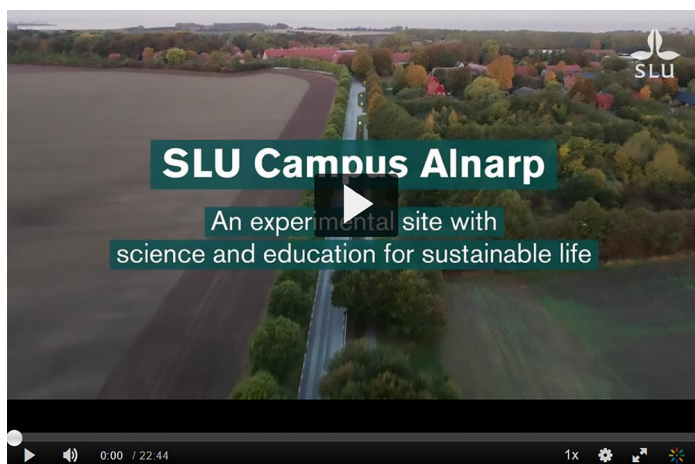 SLU
SLU Campus Alnarp
An experimental site with
science and education for sustainable life
0:00 / 22:44
1x